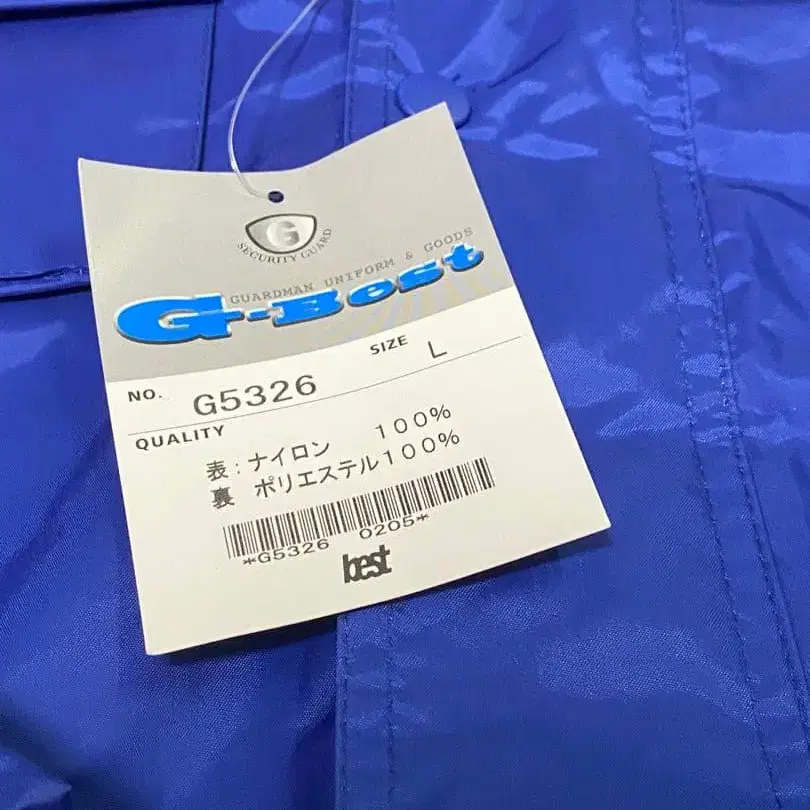 G
SECURITY GUARD
GUARDMAN UNIFORM & GOODS
G-Best
NO. G5326
SIZE L
QUALITY
表:ナイロン 100%
裏 ポリエステル100%
*G5326 0205*
best